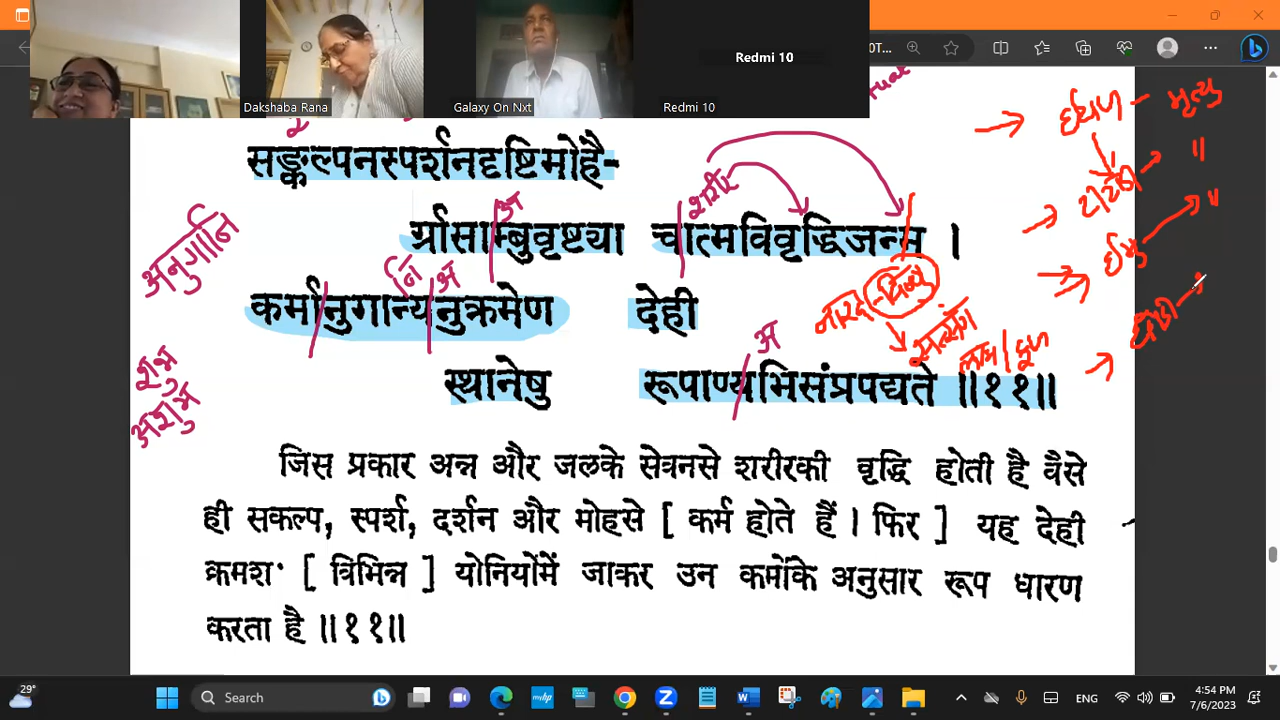 Redmi 10
Dakshaba Rana
Galaxy On Nxt
Redmi 10
0T...
सङ्कल्पनस्पर्शनदृष्टिमोहै-
अ
शरीर
र्ग्रासाम्बुवृष्ट्या चात्मविवृद्धिजन्म ।
अनुगानि
नि अ
कर्मानुगान्यनुक्रमेण देही
अ
स्थानेषु रूपाण्यभिसंप्रपद्यते ॥११॥
शुभ
अशुभ
मृत्यु
जिस प्रकार अन्न और जलके सेवनसे शरीरकी वृद्धि होती है वैसे
ही सकल्प, स्पर्श, दर्शन और मोहसे [ कर्म होते हैं । फिर ] यह देही
क्रमश· [ विभिन्न ] योनियोंमें जाकर उन कर्मोंके अनुसार रूप धारण
करता है ॥११॥
29°
Search
ENG
4:54 PM
7/6/2023